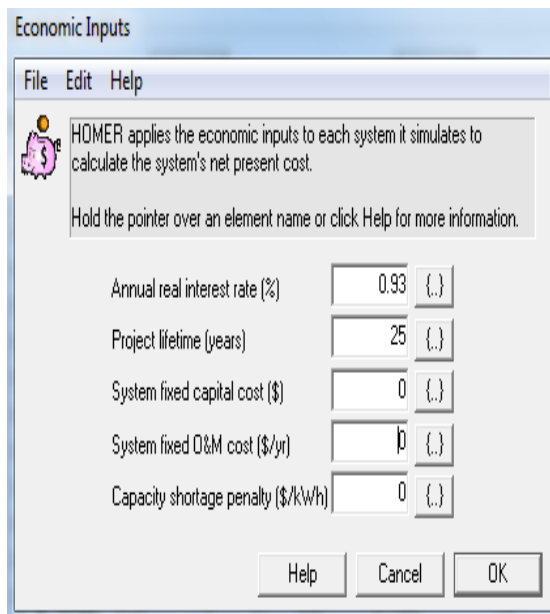 Economic Inputs
File Edit Help
HOMER applies the economic inputs to each system it simulates to
calculate the system's net present cost.
Hold the pointer over an element name or click Help for more information.
Annual real interest rate (%) 0.93 {..}
Project lifetime (years) 25 {..}
System fixed capital cost ($) 0 {..}
System fixed O&M cost ($/yr) 0 {..}
Capacity shortage penalty ($/kWh) 0 {..}
Help Cancel OK